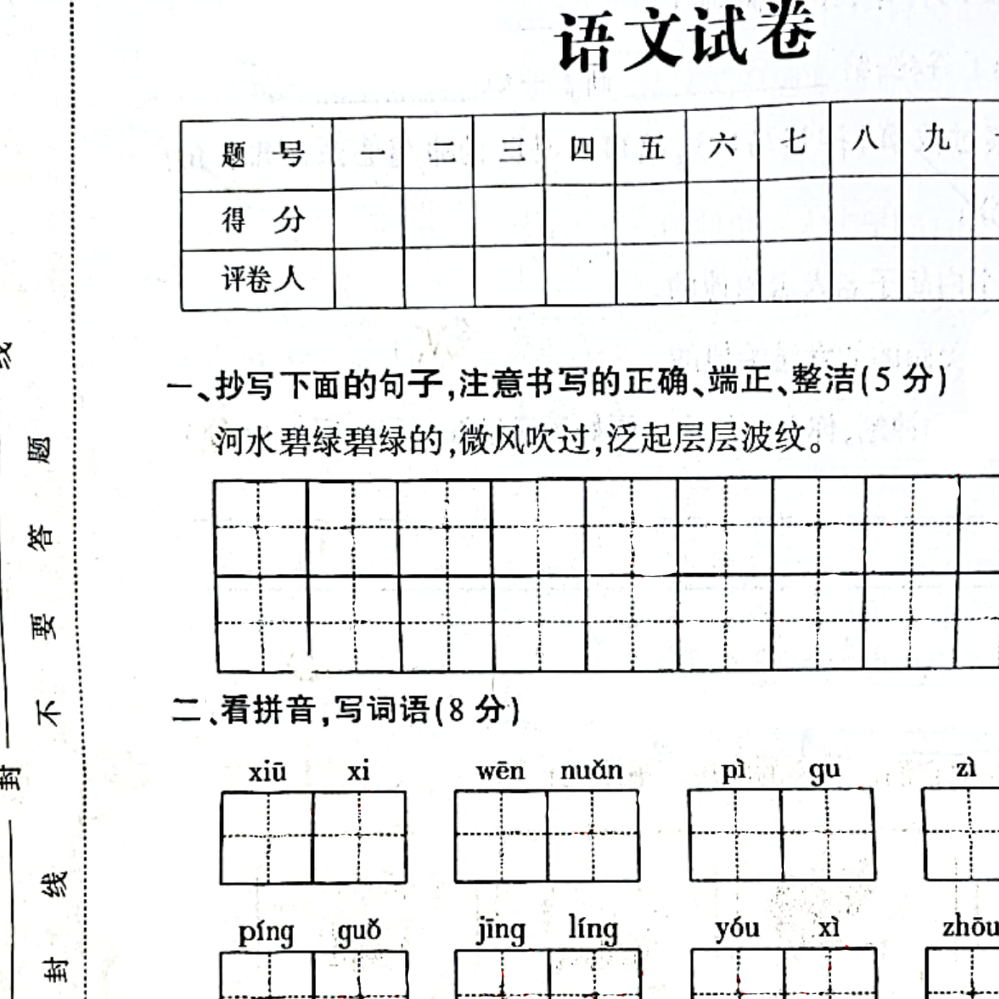 语文试卷
题 号 一 二 三 四 五 六 七 八 九
得 分
评卷人
一、抄写下面的句子,注意书写的正确、端正、整洁(5 分)
河水碧绿碧绿的,微风吹过,泛起层层波纹。
二、看拼音,写词语(8 分)
xiū xi wēn nuǎn pì gu zì
píng guǒ jīng líng yóu xì zhōu
线
封
题
答
要
不
线
封